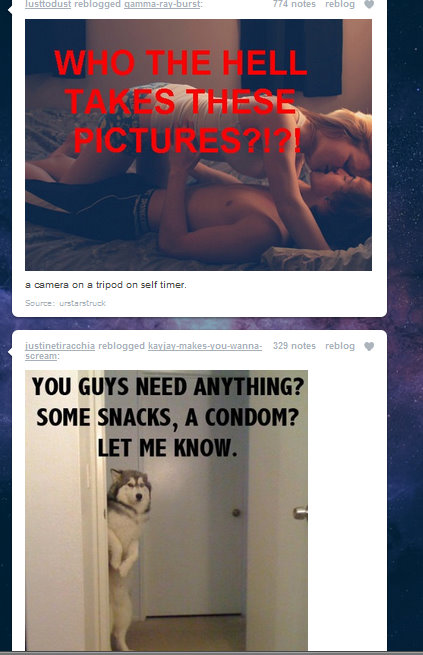 lusttodust reblogged gamma-ray-burst: 774 notes reblog
WHO THE HELL
TAKES THESE
PICTURES?!?!
a camera on a tripod on self timer.
Source: urstarstruck
justinetiracchia reblogged kayjay-makes-you-wanna- 329 notes reblog
scream:
YOU GUYS NEED ANYTHING?
SOME SNACKS, A CONDOM?
LET ME KNOW.